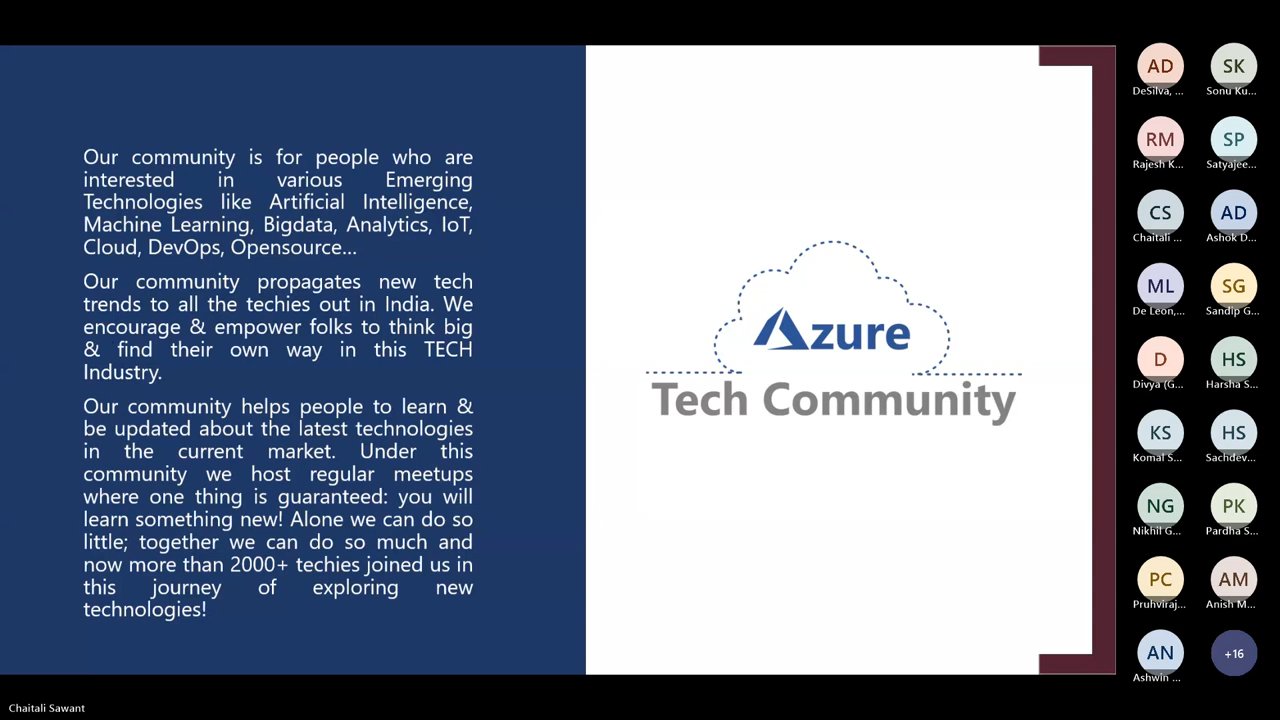 Our community is for people who are
interested in various Emerging
Technologies like Artificial Intelligence,
Machine Learning, Bigdata, Analytics, IoT,
Cloud, DevOps, Opensource...
Our community propagates new tech
trends to all the techies out in India. We
encourage & empower folks to think big
& find their own way in this TECH
Industry.
Our community helps people to learn &
be updated about the latest technologies
in the current market. Under this
community we host regular meetups
where one thing is guaranteed: you will
learn something new! Alone we can do so
little; together we can do so much and
now more than 2000+ techies joined us in
this journey of exploring new
technologies!
Azure
Tech Community
AD
DeSilva, ...
SK
Sonu Ku...
RM
Rajesh K...
SP
Satyajee...
CS
Chaitali ...
AD
Ashok D...
ML
De Leon,...
SG
Sandip G...
D
Divya (G...
HS
Harsha S...
KS
Komal S...
HS
Sachdev...
NG
Nikhil G...
PK
Pardha S...
PC
Pruhviraj...
AM
Anish M...
AN
Ashwin ...
+16
Chaitali Sawant